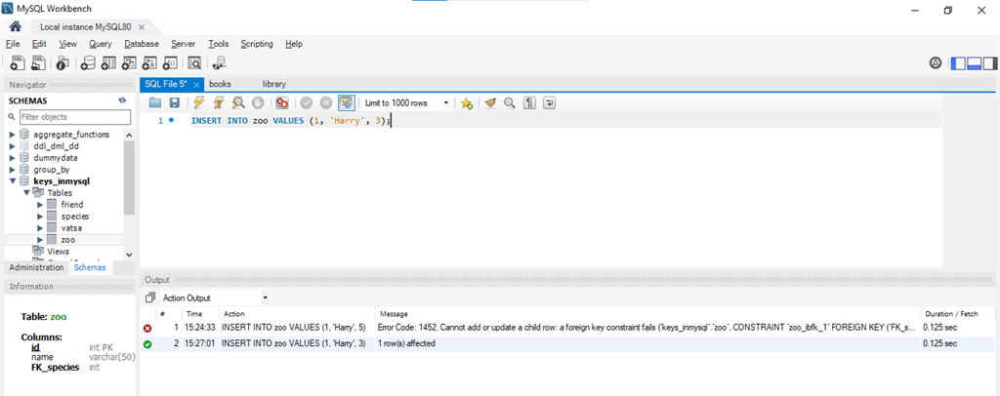 MySQL Workbench
Local instance MySQL80
File Edit View Query Database Server Tools Scripting Help
Navigator
SCHEMAS
Filter objects
aggregate_functions
ddl_dml_dd
dummydata
group_by
keys_inmysql
Tables
friend
species
vatsa
zoo
Views
Administration Schemas
Information
Table: zoo
Columns:
id int PK
name varchar(50)
FK_species int
SQL File 5* books library
Limit to 1000 rows
1 INSERT INTO zoo VALUES (1, 'Harry', 3);
Output
Action Output
# Time Action Message Duration / Fetch
1 15:24:33 INSERT INTO zoo VALUES (1, 'Harry', 5) Error Code: 1452. Cannot add or update a child row: a foreign key constraint fails (`keys_inmysql`.`zoo`, CONSTRAINT `zoo_ibfk_1` FOREIGN KEY (`FK_s... 0.125 sec
2 15:27:01 INSERT INTO zoo VALUES (1, 'Harry', 3) 1 row(s) affected 0.125 sec